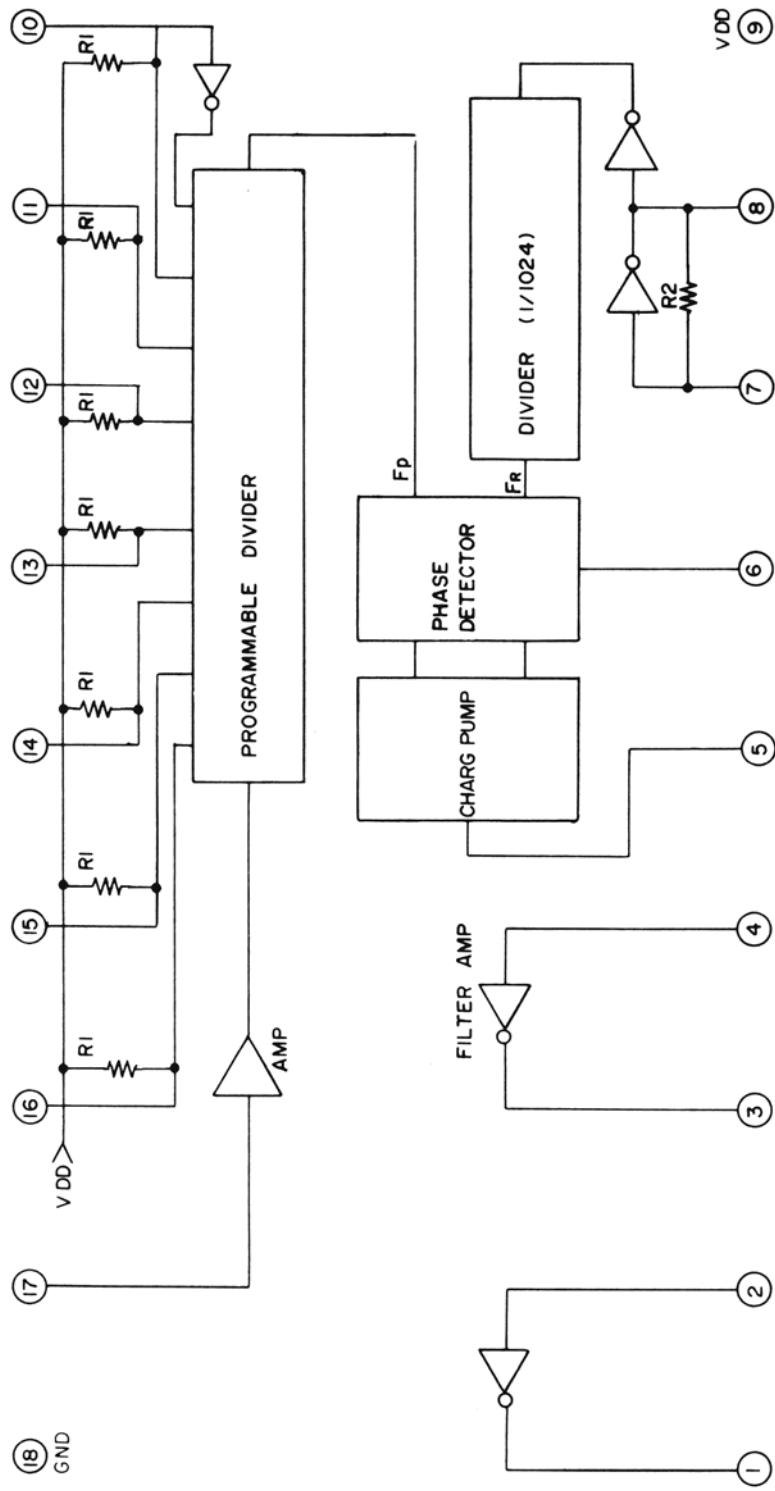 18
GND
17
16
15
14
13
12
11
10
VDD
R1
R1
R1
R1
R1
R1
R1
AMP
PROGRAMMABLE DIVIDER
FILTER AMP
CHARG PUMP
PHASE
DETECTOR
Fp
FR
DIVIDER (1/1024)
R2
1
2
3
4
5
6
7
8
VDD
9